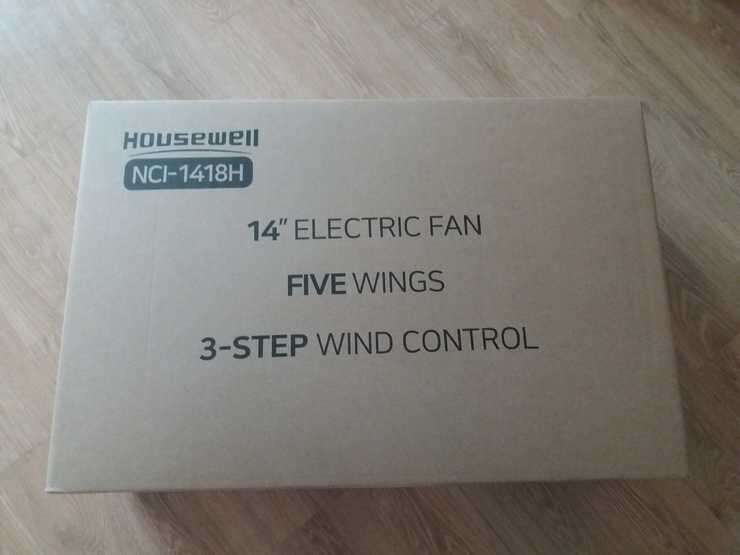 Housewell
NCI-1418H
14" ELECTRIC FAN
FIVE WINGS
3-STEP WIND CONTROL